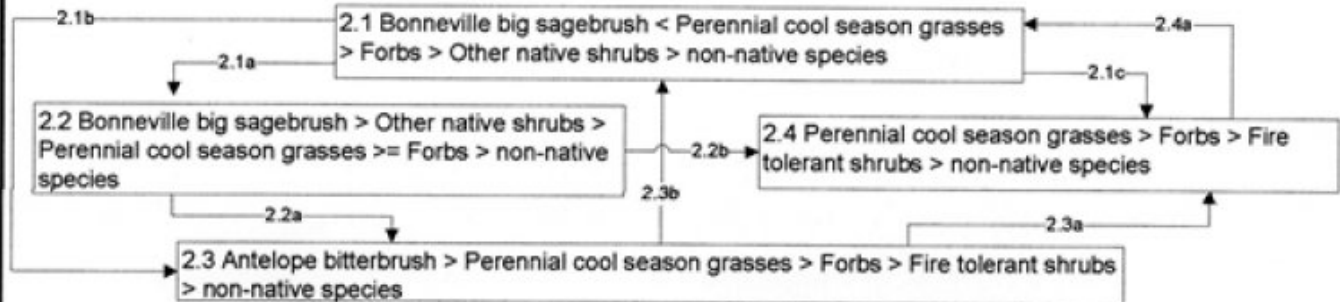 2.1b
2.1 Bonneville big sagebrush < Perennial cool season grasses
> Forbs > Other native shrubs > non-native species
2.4a
2.1a
2.1c
2.2 Bonneville big sagebrush > Other native shrubs >
Perennial cool season grasses >= Forbs > non-native
species
2.2b
2.4 Perennial cool season grasses > Forbs > Fire
tolerant shrubs > non-native species
2.3b
2.2a
2.3a
2.3 Antelope bitterbrush > Perennial cool season grasses > Forbs > Fire tolerant shrubs
> non-native species